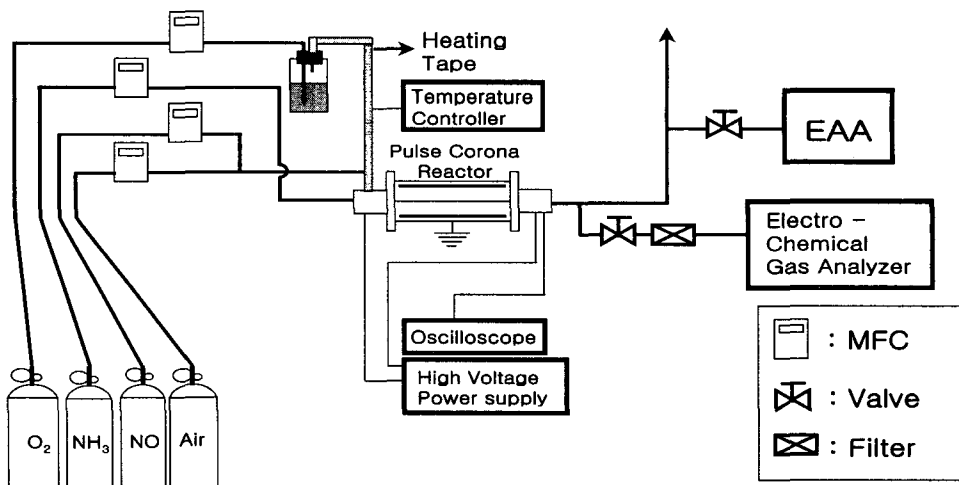 Heating
Tape
Temperature
Controller
Pulse Corona
Reactor
EAA
Electro -
Chemical
Gas Analyzer
Oscilloscope
High Voltage
Power supply
O₂
NH₃
NO
Air
: MFC
: Valve
: Filter